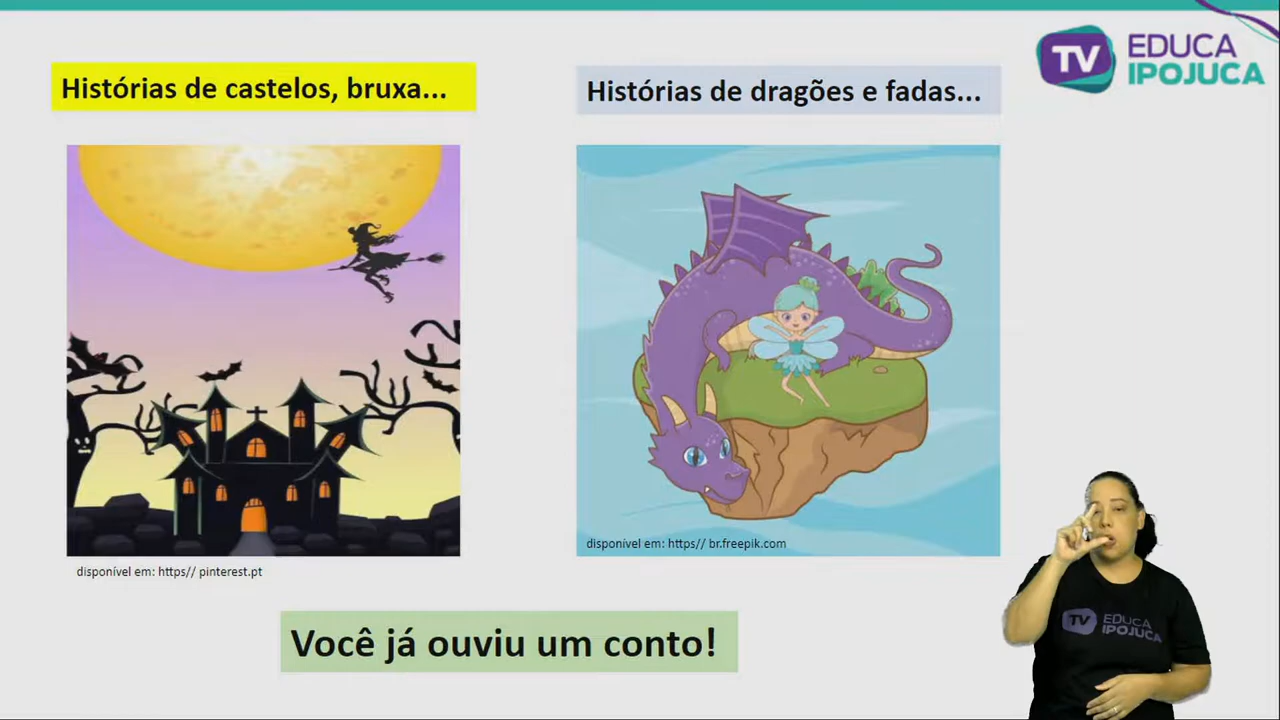 TV EDUCA
IPOJUCA
Histórias de castelos, bruxa...
Histórias de dragões e fadas...
disponivel em: https// br.freepik.com
disponível em: https// pinterest.pt
Você já ouviu um conto!
TV EDUCA
IPOJUCA